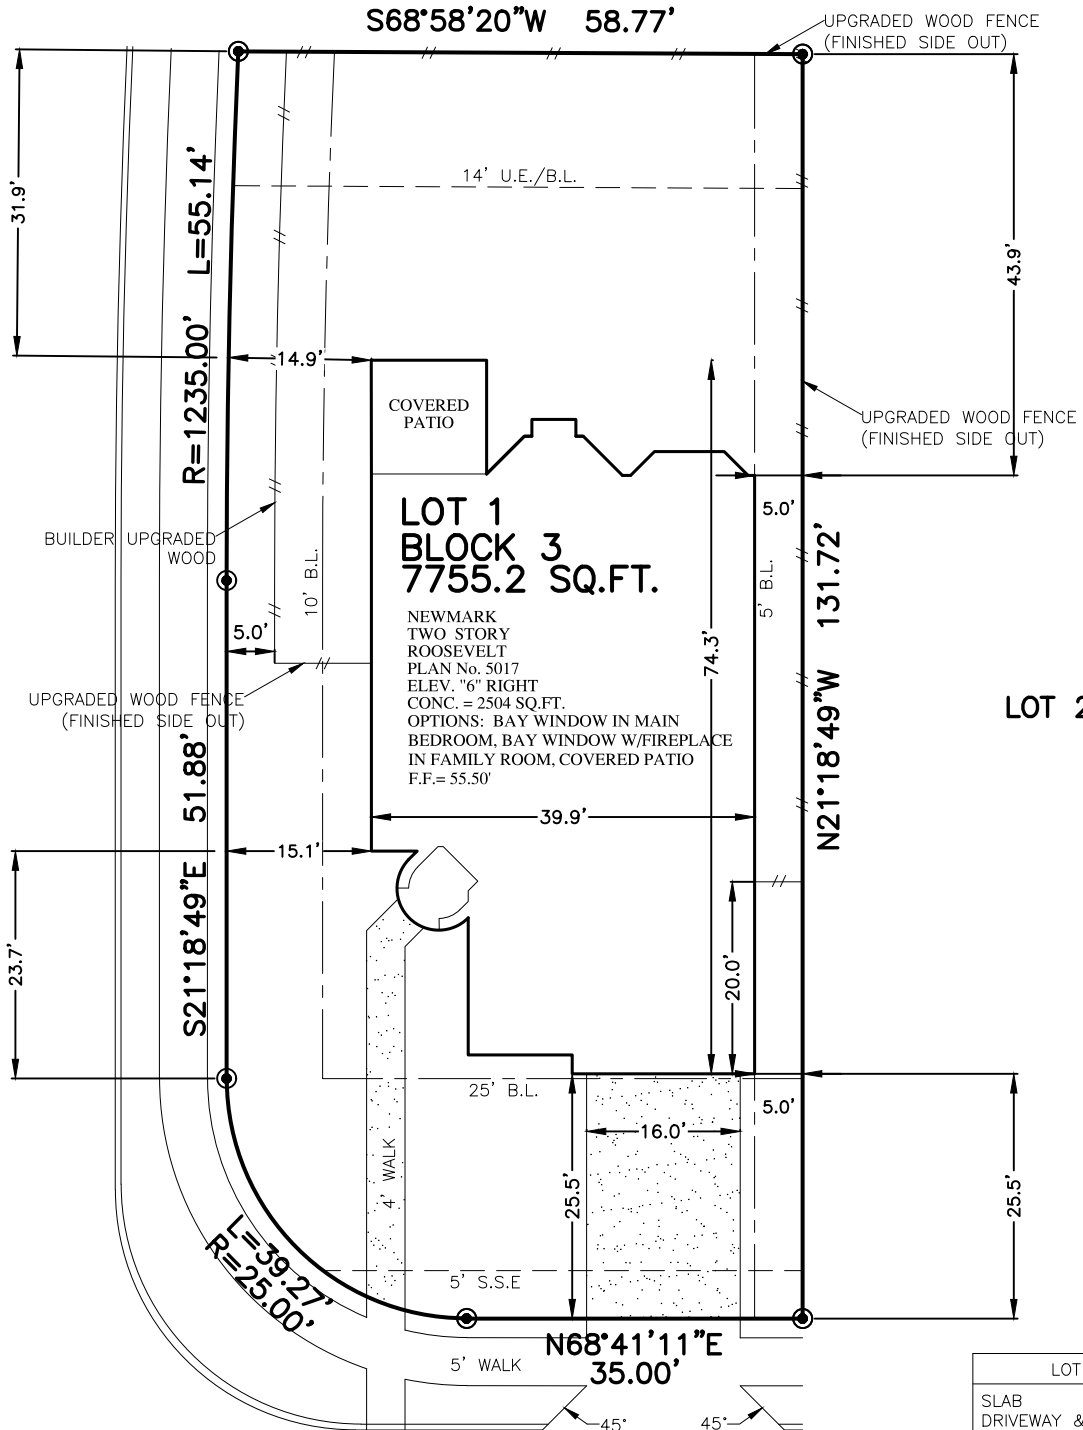 S68°58'20"W 58.77'
UPGRADED WOOD FENCE
(FINISHED SIDE OUT)
31.9'
L=55.14'
R=1235.00'
14' U.E./B.L.
43.9'
14.9'
COVERED
PATIO
UPGRADED WOOD FENCE
(FINISHED SIDE OUT)
5.0'
LOT 1
BLOCK 3
7755.2 SQ.FT.
BUILDER UPGRADED
WOOD
10' B.L.
5' B.L.
131.72'
N21°18'49"W
5.0'
NEWMARK
TWO STORY
ROOSEVELT
PLAN No. 5017
ELEV. "6" RIGHT
CONC. = 2504 SQ.FT.
OPTIONS: BAY WINDOW IN MAIN
BEDROOM, BAY WINDOW W/FIREPLACE
IN FAMILY ROOM, COVERED PATIO
F.F.= 55.50'
74.3'
UPGRADED WOOD FENCE
(FINISHED SIDE OUT)
LOT 2
51.88'
S21°18'49"E
39.9'
15.1'
23.7'
20.0'
25' B.L.
5.0'
16.0'
4' WALK
25.5'
25.5'
L=39.27'
R=25.00'
5' S.S.E
N68°41'11"E
35.00'
5' WALK
45°
45°
LOT
SLAB
DRIVEWAY &